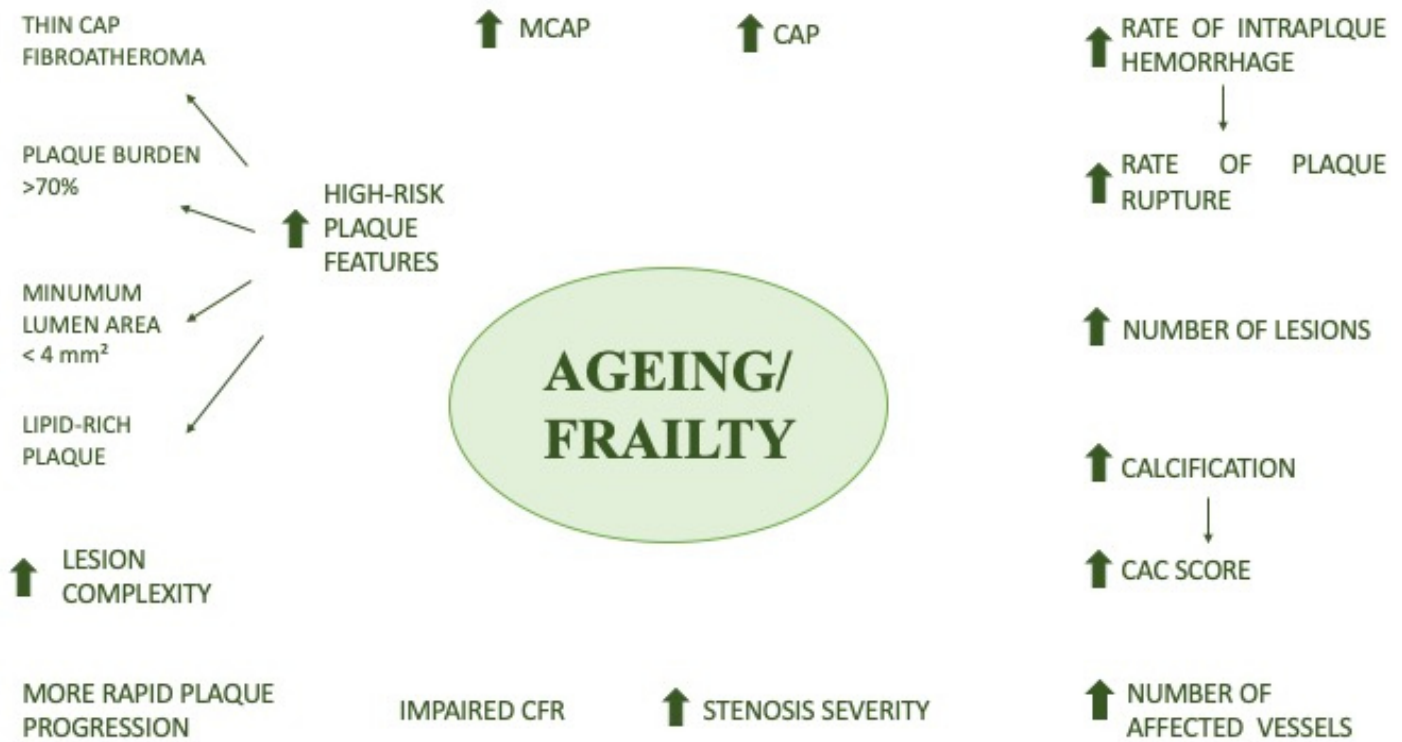 THIN CAP
FIBROATHEROMA
MCAP
CAP
RATE OF INTRAPLQUE
HEMORRHAGE
PLAQUE BURDEN
>70%
RATE OF PLAQUE
RUPTURE
HIGH-RISK
PLAQUE
FEATURES
MINUMUM
LUMEN AREA
< 4 mm²
NUMBER OF LESIONS
AGEING/
FRAILTY
LIPID-RICH
PLAQUE
CALCIFICATION
LESION
COMPLEXITY
CAC SCORE
MORE RAPID PLAQUE
PROGRESSION
IMPAIRED CFR
STENOSIS SEVERITY
NUMBER OF
AFFECTED VESSELS